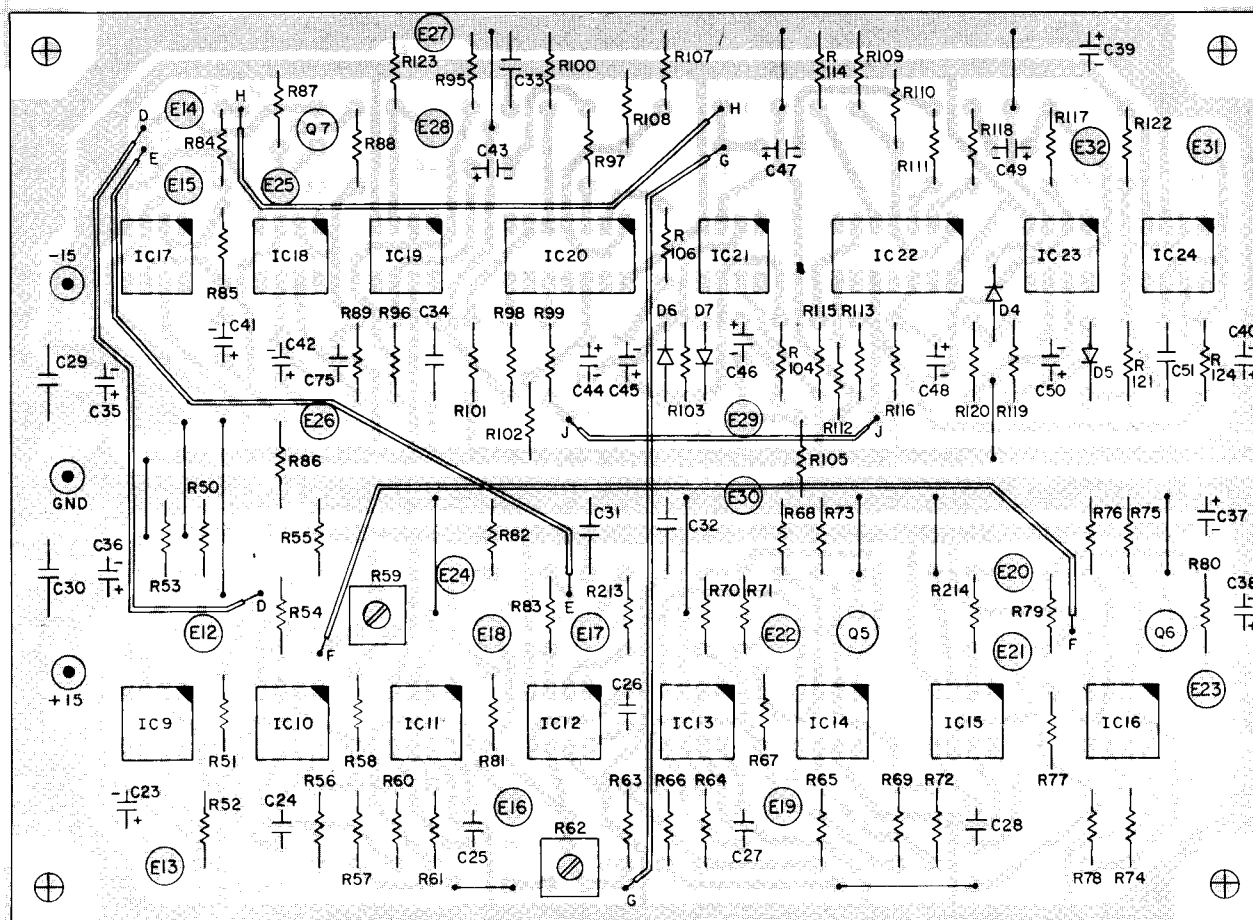 E27
R123
R95
C33
R100
R107
R 114
R109
+ C39 -
E14
D
H
R87
Q7
E28
R108
H
R110
R117
R122
E31
E
R84
R88
C43
+ -
R97
G
+ -
C47
R111
R118
+ -
C49
E32
E15
E25
IC17
IC18
IC19
IC20
R 106
IC21
IC22
IC23
IC24
-15
R85
R89
R96
C34
R98
R99
D6
D7
R115
R113
D4
C29
- C35 +
- C41 +
- C42 +
C75
R101
+ C44 -
- C45 +
R103
+ C46 -
R 104
R116
+ C48 -
R120
R119
+ C50 -
D5
R 121
C51
R 124
C40 - +
E26
R102
J
E29
R112
J
R86
R105
GND
R50
E30
R55
R82
C31
C32
R68
R73
R76
R75
+ C37 -
C30
C36 - +
R53
E24
R59
R83
E
R213
R70
R71
R214
E20
R79
R80
C38 - +
D
R54
E12
F
E18
E17
E22
Q5
E21
F
Q6
+15
E23
IC9
IC10
IC11
IC12
C26
IC13
IC14
IC15
IC16
R51
R58
R81
R67
R77
- C23 +
R52
C24
R56
R60
E16
R63
R66
R64
E19
R65
R69
R72
C28
E13
R57
R61
C25
R62
G
C27
R78
R74